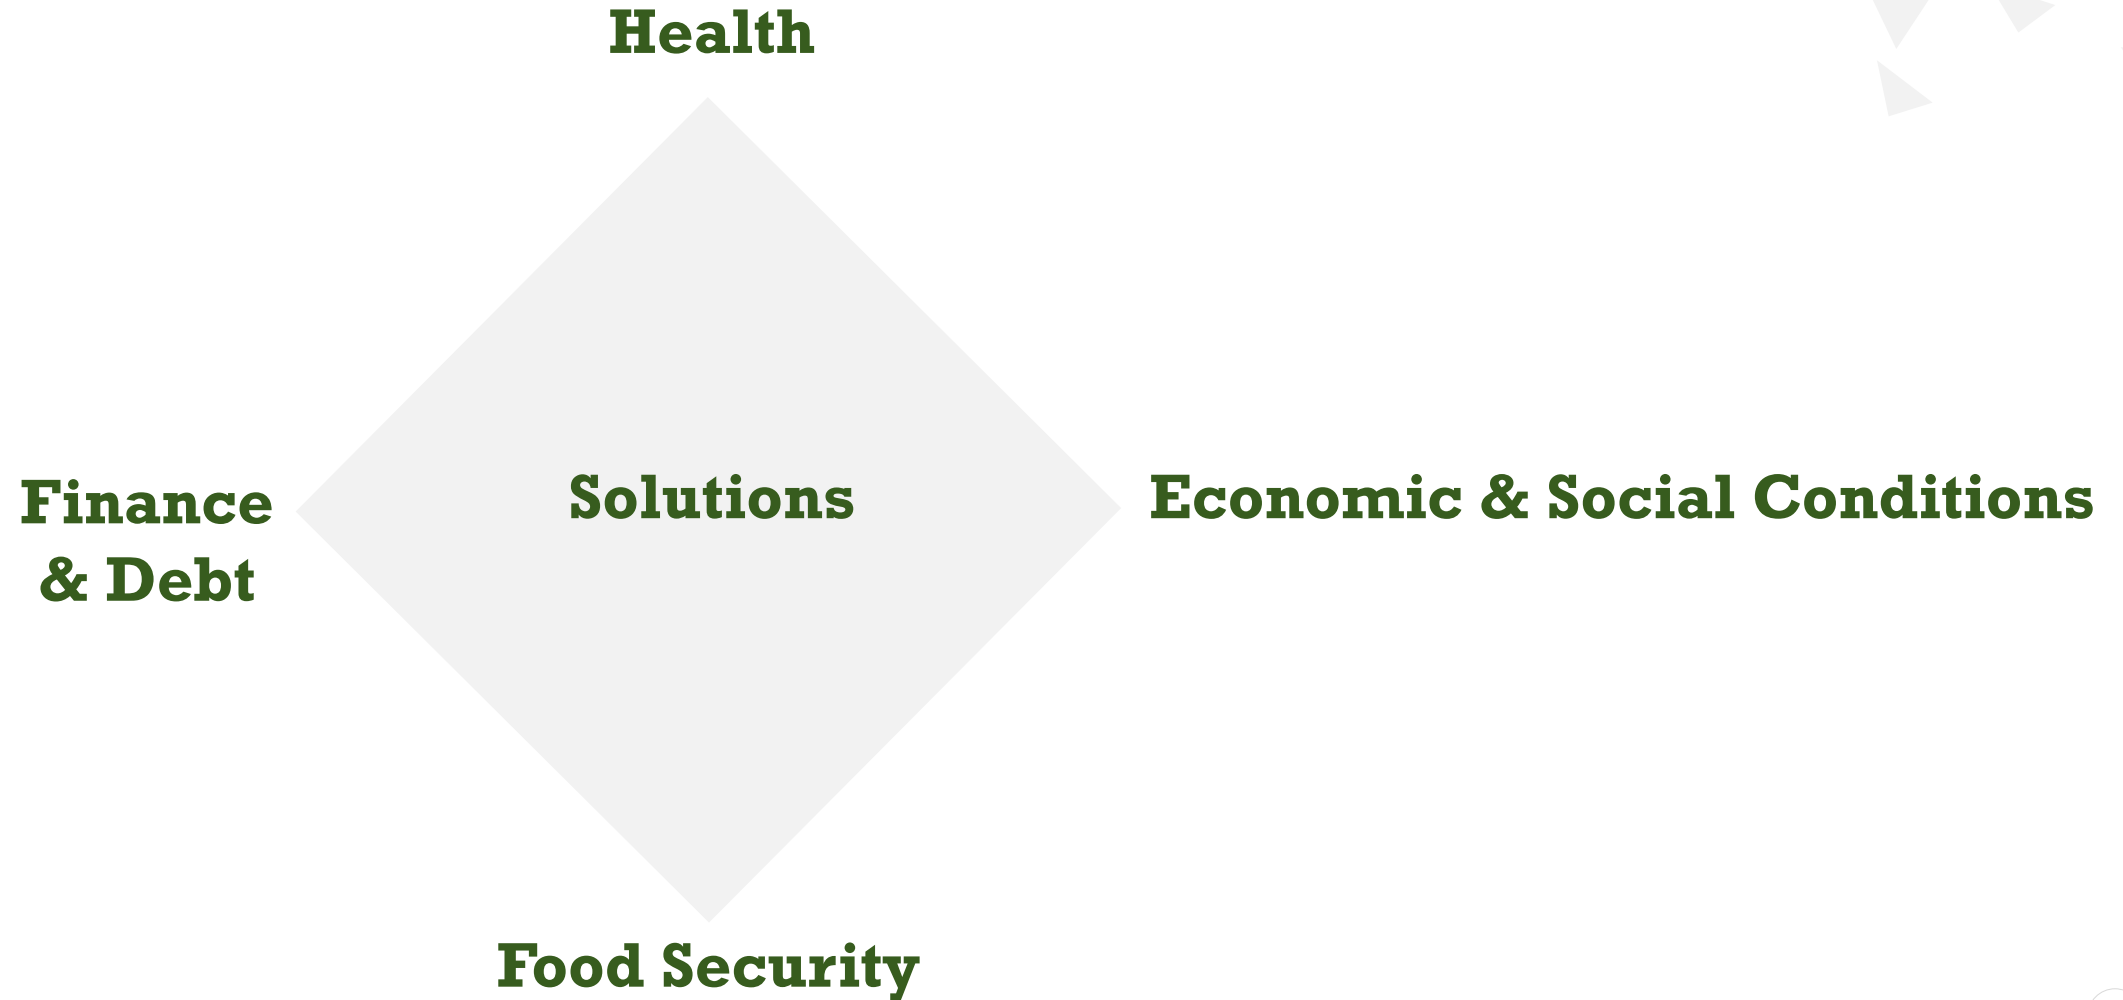 Health
Solutions
Economic & Social Conditions
Finance
& Debt
Food Security